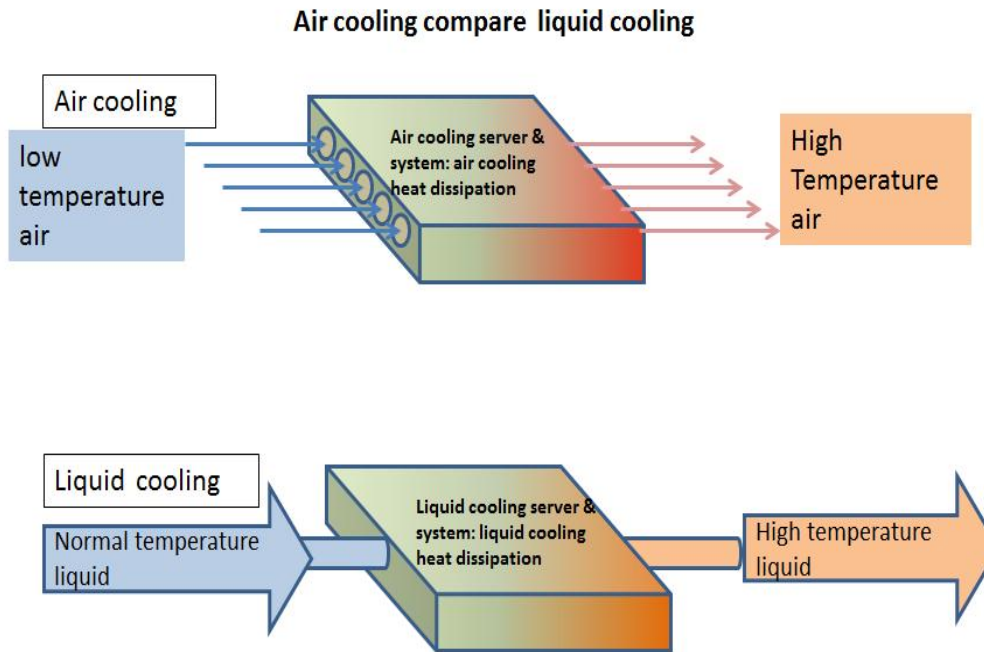 Air cooling compare liquid cooling
Air cooling
low
temperature
air
Air cooling server &
system: air cooling
heat dissipation
High
Temperature
air
Liquid cooling
Normal temperature
liquid
Liquid cooling server &
system: liquid cooling
heat dissipation
High temperature
liquid